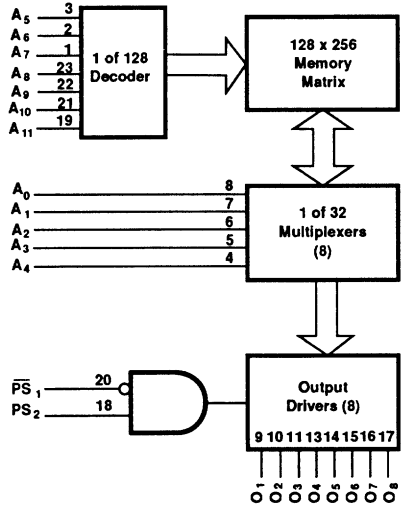 A5 3
A6 2
A7 1
A8 23
A9 22
A10 21
A11 19
1 of 128
Decoder
128 x 256
Memory
Matrix
A0 8
A1 7
A2 6
A3 5
A4 4
1 of 32
Multiplexers
(8)
PS1 20
PS2 18
Output
Drivers (8)
9 10 11 13 14 15 16 17
O1 O2 O3 O4 O5 O6 O7 O8